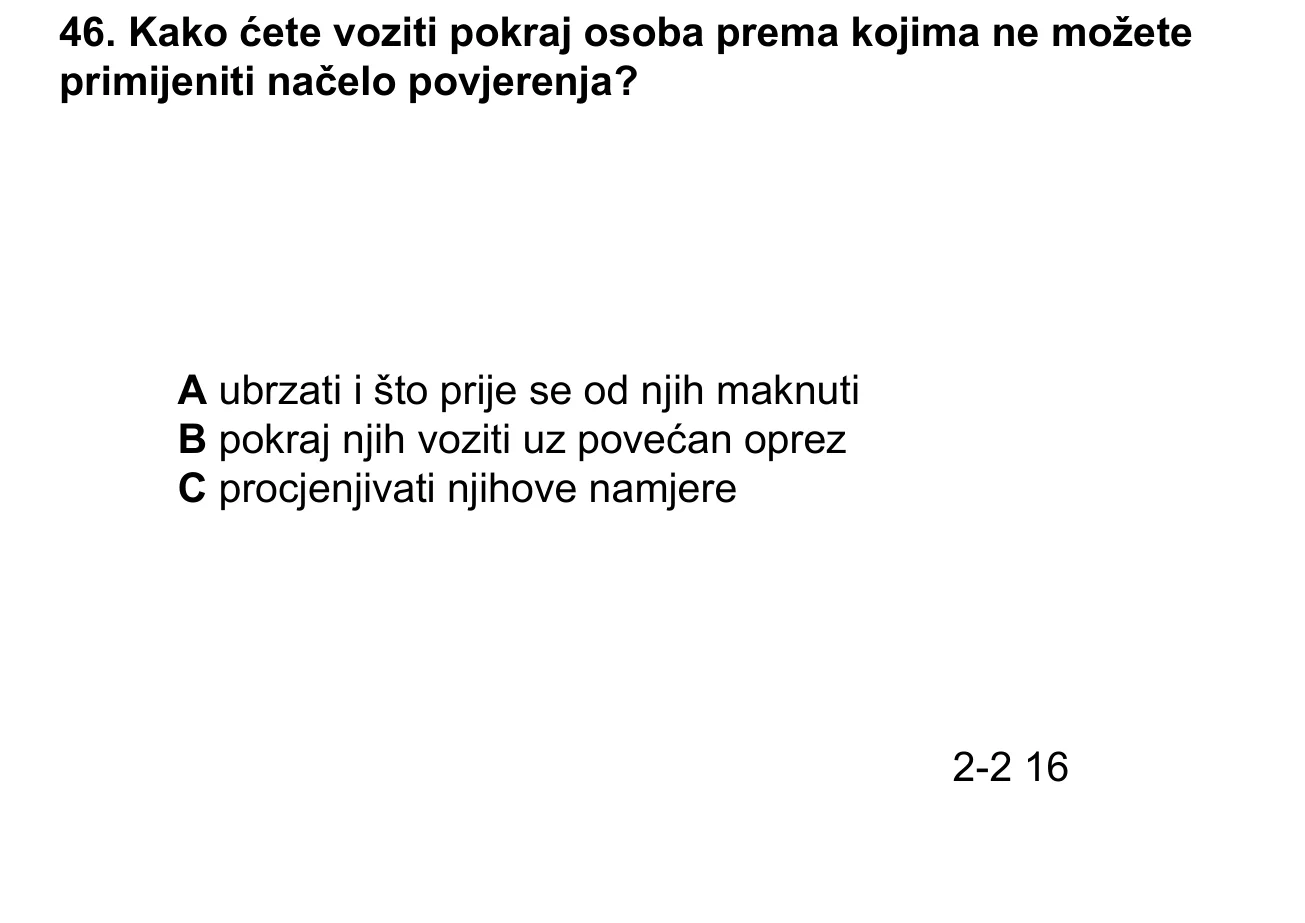 46. Kako ćete voziti pokraj osoba prema kojima ne možete
primijeniti načelo povjerenja?
A ubrzati i što prije se od njih maknuti
B pokraj njih voziti uz povećan oprez
C procjenjivati njihove namjere
2-2 16